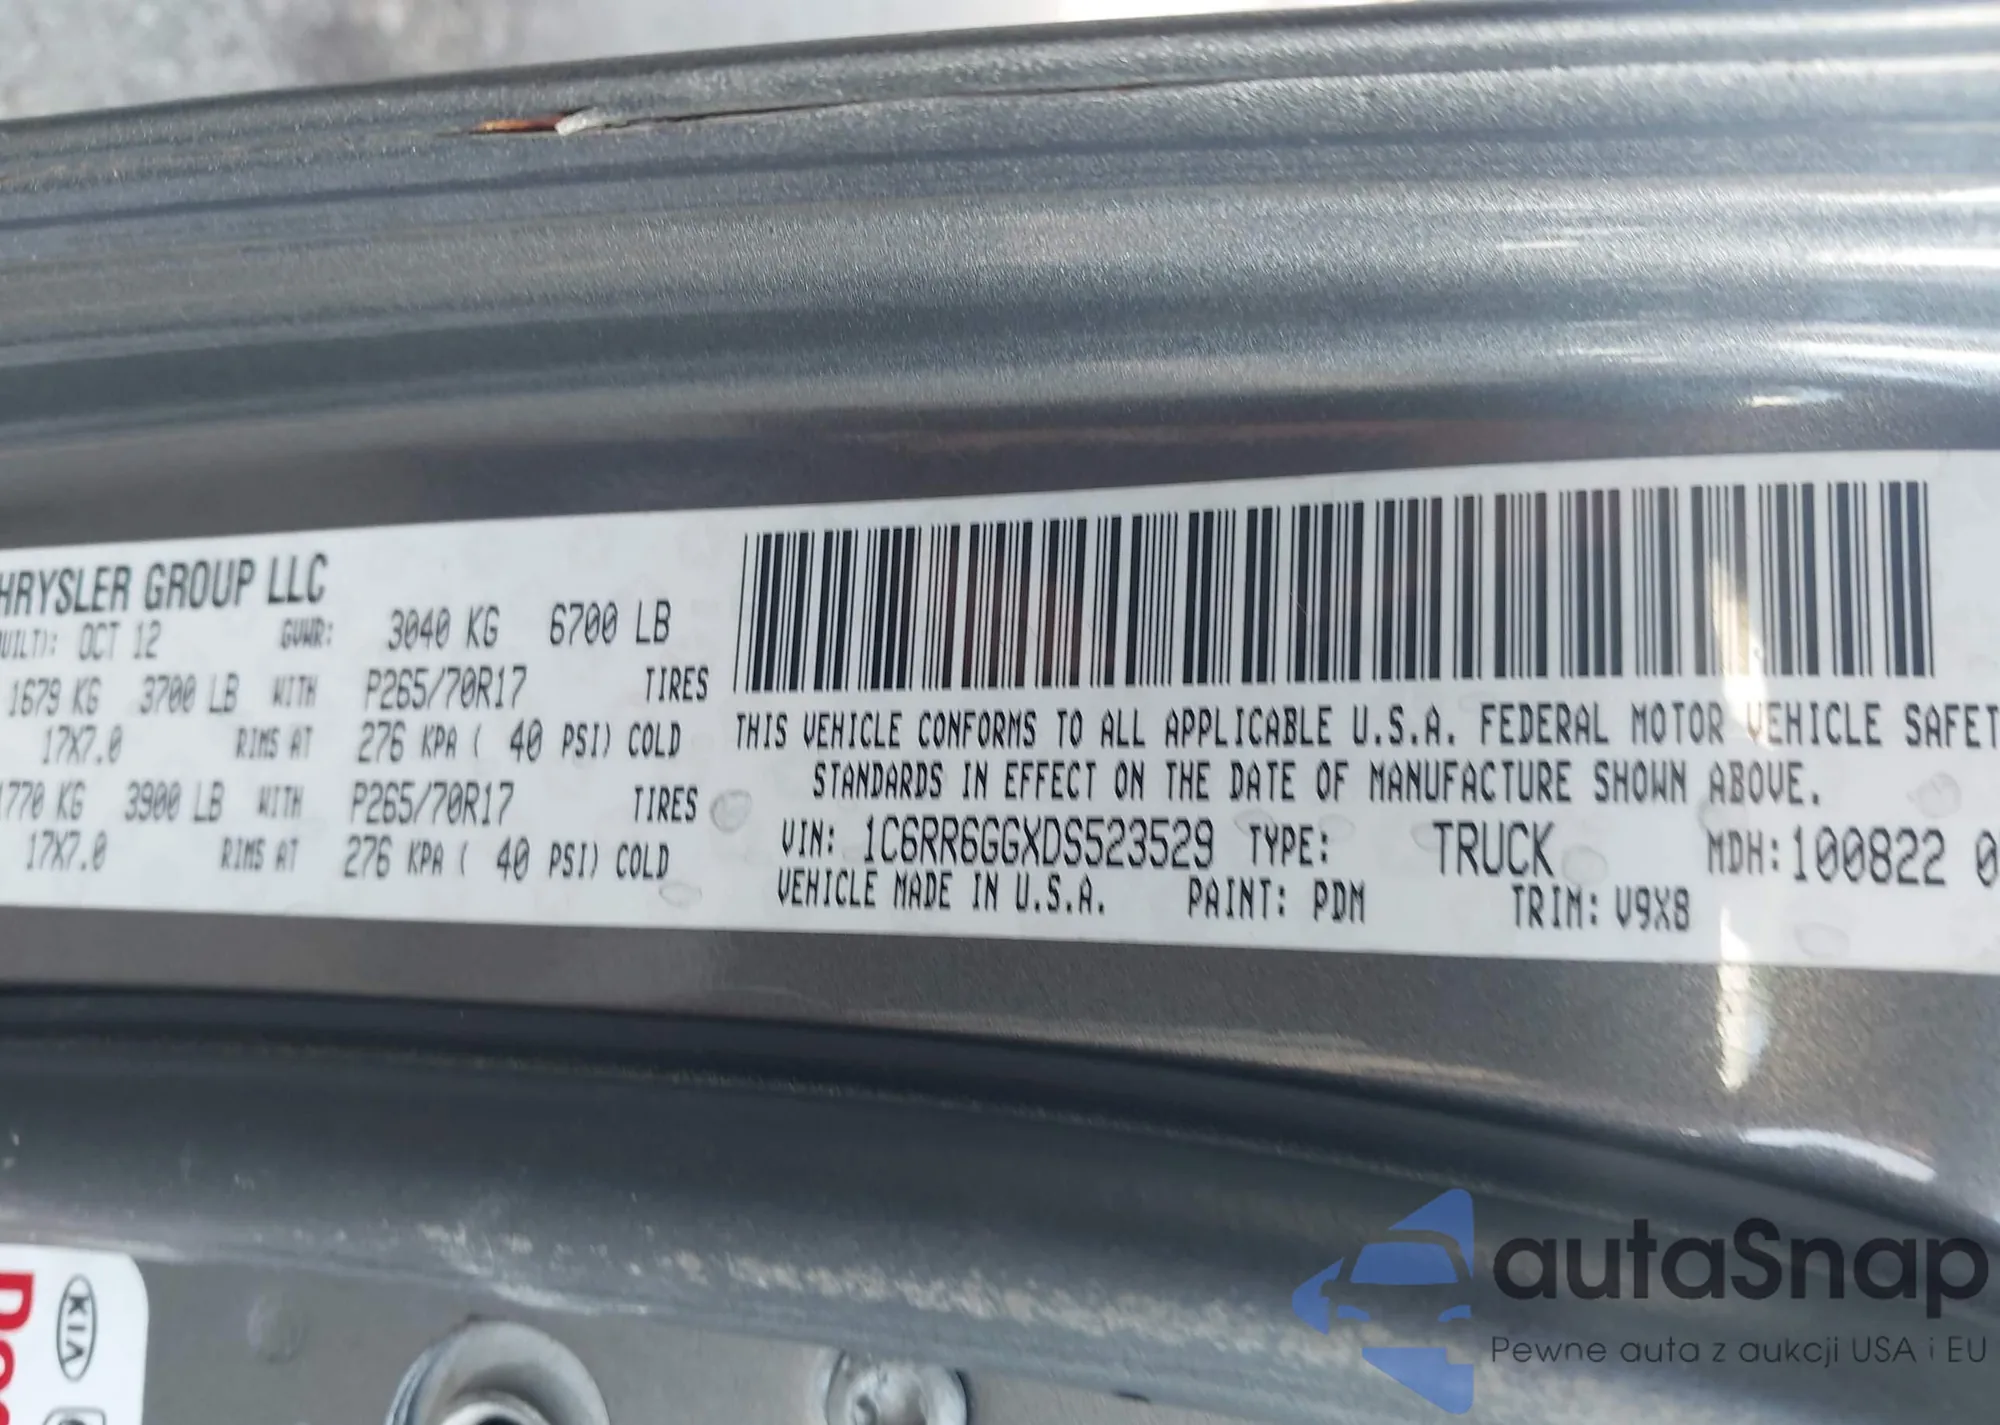 HRYSLER GROUP LLC
UILT): OCT 12 GVWR: 3040 KG 6700 LB
1679 KG 3700 LB WITH P265/70R17 TIRES
17X7.0 RIMS AT 276 KPA ( 40 PSI) COLD
1770 KG 3900 LB WITH P265/70R17 TIRES
17X7.0 RIMS AT 276 KPA ( 40 PSI) COLD
THIS VEHICLE CONFORMS TO ALL APPLICABLE U.S.A. FEDERAL MOTOR VEHICLE SAFET
STANDARDS IN EFFECT ON THE DATE OF MANUFACTURE SHOWN ABOVE.
VIN: 1C6RR6GGXDS523529 TYPE: TRUCK MDH:100822 0
VEHICLE MADE IN U.S.A. PAINT: PDM TRIM: V9X8
KIA
autaSnap
Pewne auta z aukcji USA i EU